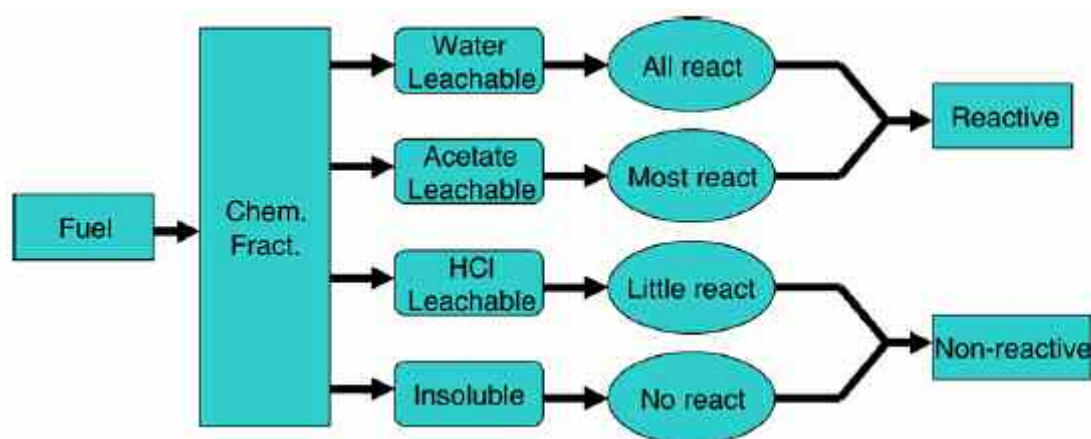 Fuel
Chem.
Fract.
Water
Leachable
All react
Acetate
Leachable
Most react
Reactive
HCl
Leachable
Little react
Insoluble
No react
Non-reactive